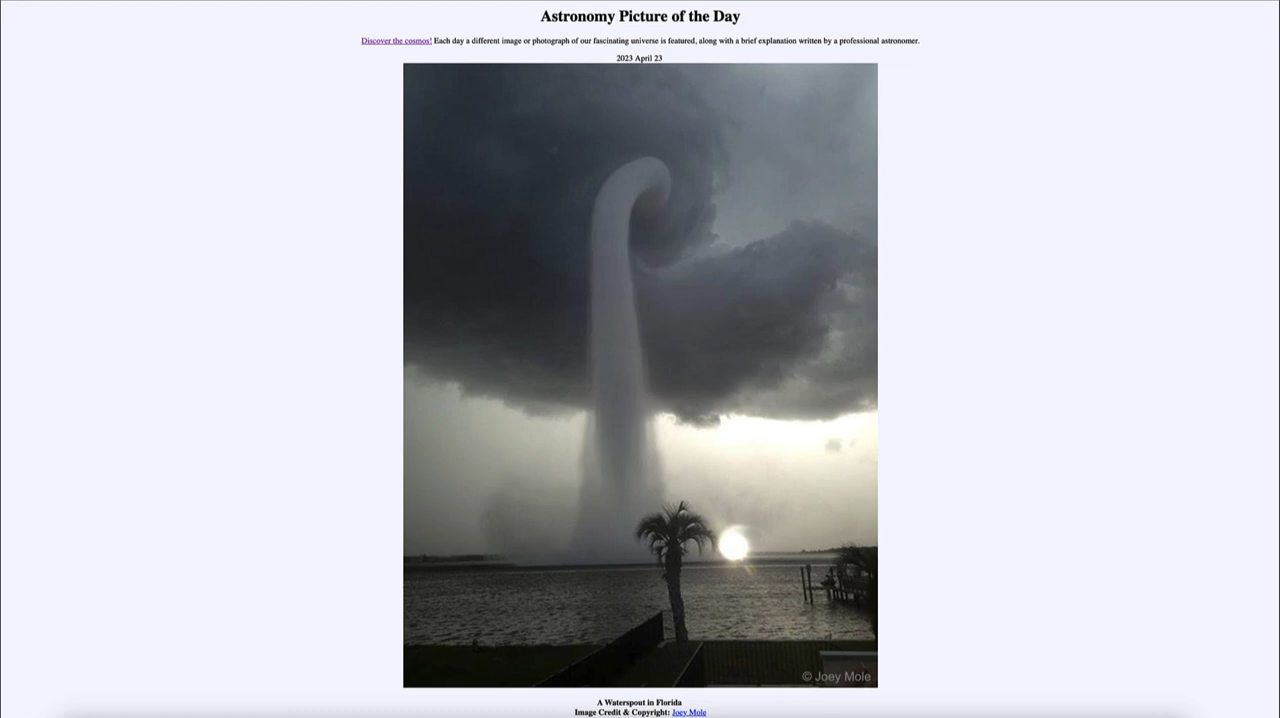 Astronomy Picture of the Day
Discover the cosmos! Each day a different image or photograph of our fascinating universe is featured, along with a brief explanation written by a professional astronomer.
2023 April 23
© Joey Mole
A Waterspout in Florida
Image Credit & Copyright: Joey Mole